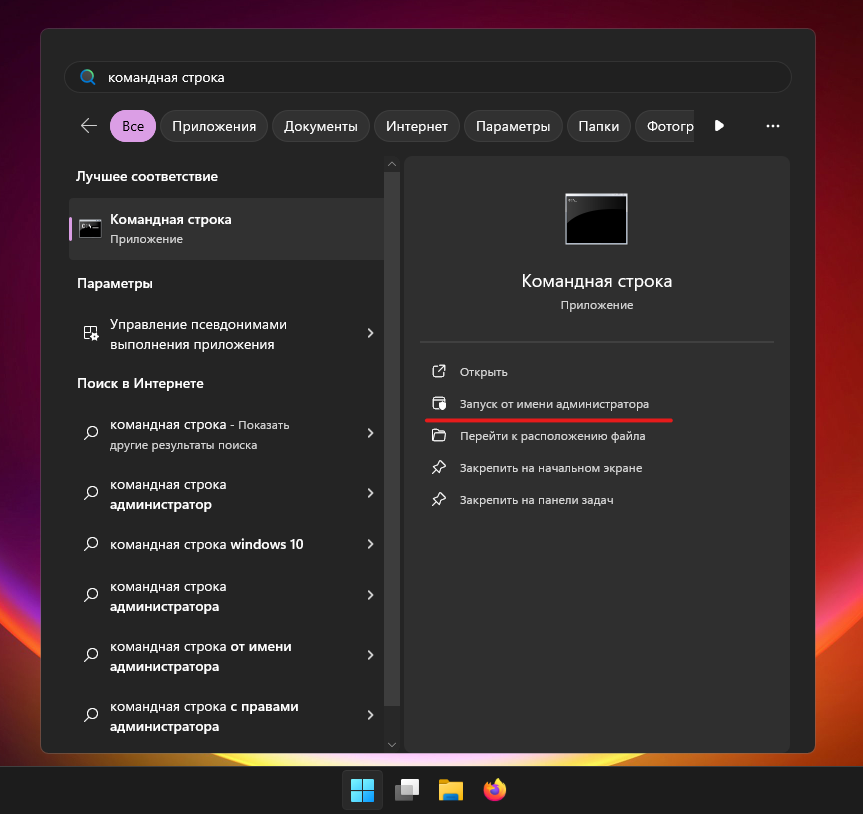 командная строка
Все
Приложения
Документы
Интернет
Параметры
Папки
Фотогр
Лучшее соответствие
Командная строка
Приложение
Параметры
Управление псевдонимами
выполнения приложения
Поиск в Интернете
командная строка - Показать
другие результаты поиска
командная строка
администратор
командная строка windows 10
командная строка
администратора
командная строка от имени
администратора
командная строка с правами
администратора
Командная строка
Приложение
Открыть
Запуск от имени администратора
Перейти к расположению файла
Закрепить на начальном экране
Закрепить на панели задач